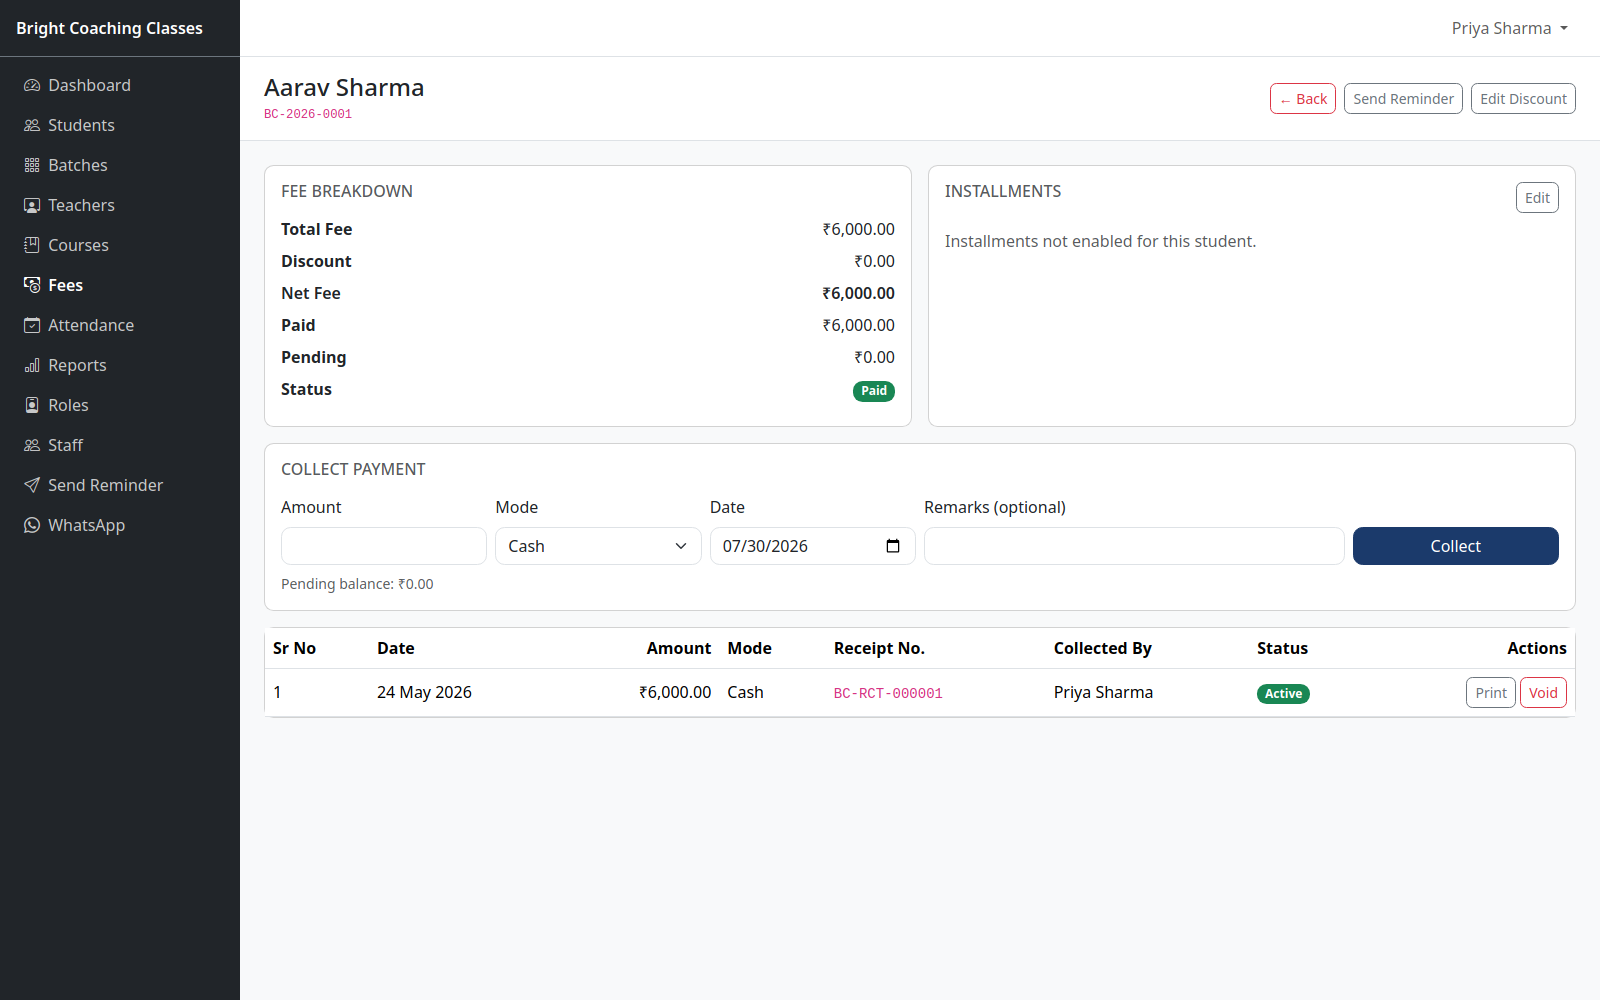 Bright Coaching Classes
Priya Sharma
Dashboard
Students
Batches
Teachers
Courses
Fees
Attendance
Reports
Roles
Staff
Send Reminder
WhatsApp
Aarav Sharma
BC-2026-0001
← Back
Send Reminder
Edit Discount
FEE BREAKDOWN
Total Fee ₹6,000.00
Discount ₹0.00
Net Fee ₹6,000.00
Paid ₹6,000.00
Pending ₹0.00
Status Paid
INSTALLMENTS
Edit
Installments not enabled for this student.
COLLECT PAYMENT
Amount Mode Date Remarks (optional)
Cash 07/30/2026 Collect
Pending balance: ₹0.00
Sr No Date Amount Mode Receipt No. Collected By Status Actions
1 24 May 2026 ₹6,000.00 Cash BC-RCT-000001 Priya Sharma Active Print Void